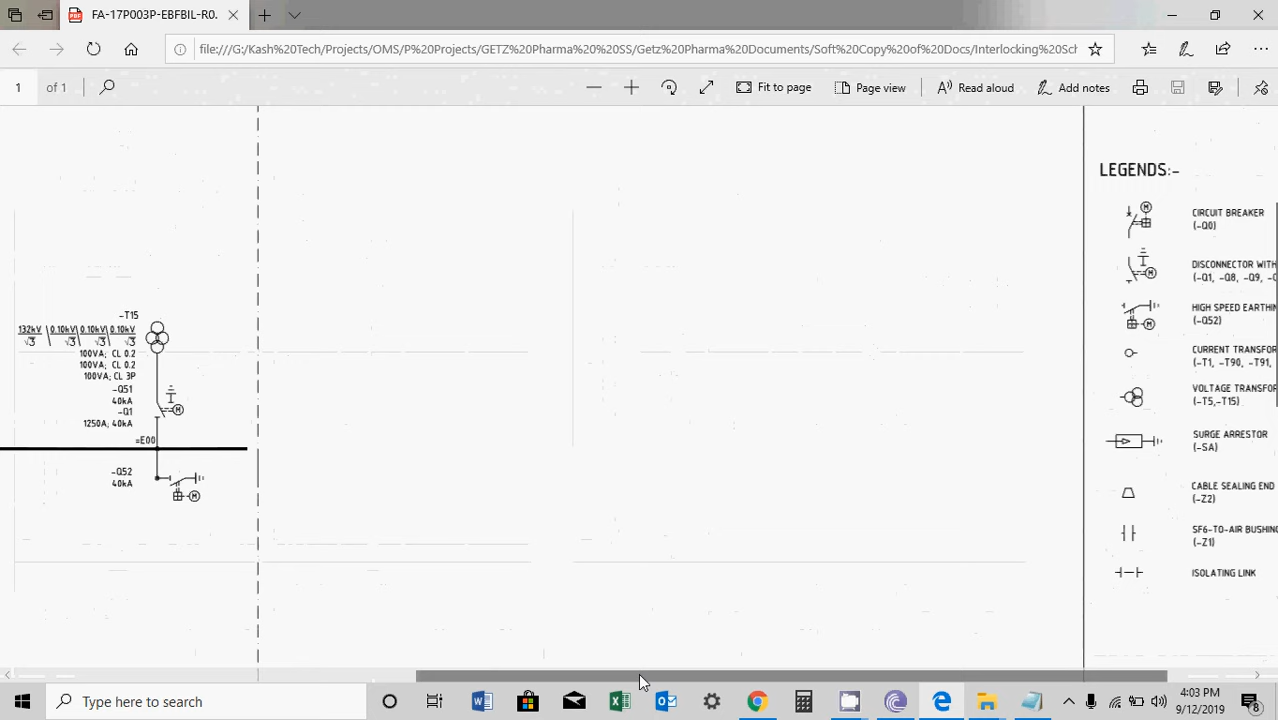 FA-17P003P-EBFBIL-R0.
file:///G:/Kash%20Tech/Projects/OMS/P%20Projects/GETZ%20Pharma%20%20SS/Getz%20Pharma%20Documents/Soft%20Copy%20of%20Docs/Interlocking%20Sch
1 of 1
Fit to page
Page view
Read aloud
Add notes
LEGENDS:-
CIRCUIT BREAKER
(-Q0)
DISCONNECTOR WITH
(-Q1, -Q8, -Q9,
HIGH SPEED EARTHIN
(-Q52)
CURRENT TRANSFOR
(-T1, -T90, -T91,
VOLTAGE TRANSFOR
(-T5,-T15)
SURGE ARRESTOR
(-SA)
CABLE SEALING END
(-Z2)
SF6-TO-AIR BUSHING
(-Z1)
ISOLATING LINK
M
M
M
-T15
132kV 0.10kV 0.10kV 0.10kV
√3 √3 √3 √3
100VA; CL 0.2
100VA; CL 0.2
100VA; CL 3P
-Q51
40kA
-Q1
1250A; 40kA
M
=E00
-Q52
40kA
M
Type here to search
4:03 PM
9/12/2019
8